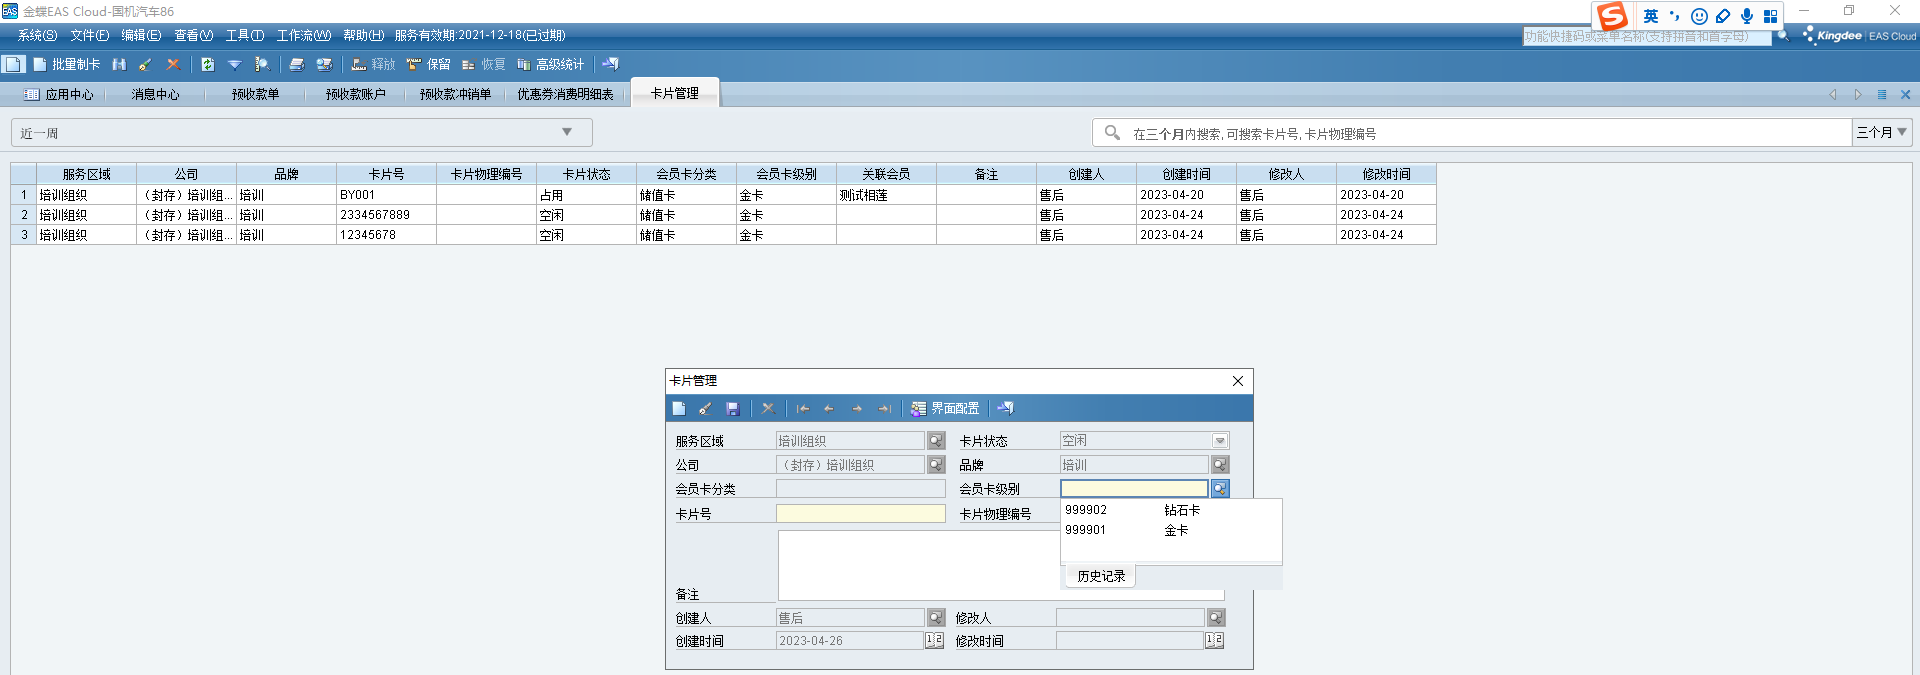 金蝶EAS Cloud-国机汽车86
英
系统(S) 文件(F) 编辑(E) 查看(V) 工具(T) 工作流(W) 帮助(H) 服务有效期:2021-12-18(已过期)
功能快捷码或菜单名称(支持拼音和首字母)
Kingdee EAS Cloud
批量制卡 释放 保留 恢复 高级统计
应用中心 消息中心 预收款单 预收款账户 预收款冲销单 优惠券消费明细表 卡片管理
近一周
在三个月内搜索,可搜索卡片号,卡片物理编号
三个月
服务区域 公司 品牌 卡片号 卡片物理编号 卡片状态 会员卡分类 会员卡级别 关联会员 备注 创建人 创建时间 修改人 修改时间
1 培训组织 （封存）培训组... 培训 BY001 占用 储值卡 金卡 测试相莲 售后 2023-04-20 售后 2023-04-20
2 培训组织 （封存）培训组... 培训 2334567889 空闲 储值卡 金卡 售后 2023-04-24 售后 2023-04-24
3 培训组织 （封存）培训组... 培训 12345678 空闲 储值卡 金卡 售后 2023-04-24 售后 2023-04-24
卡片管理
界面配置
服务区域 培训组织 卡片状态 空闲
公司 （封存）培训组织 品牌 培训
会员卡分类 会员卡级别
卡片号 卡片物理编号
999902 钻石卡
999901 金卡
历史记录
备注
创建人 售后 修改人
创建时间 2023-04-26 修改时间